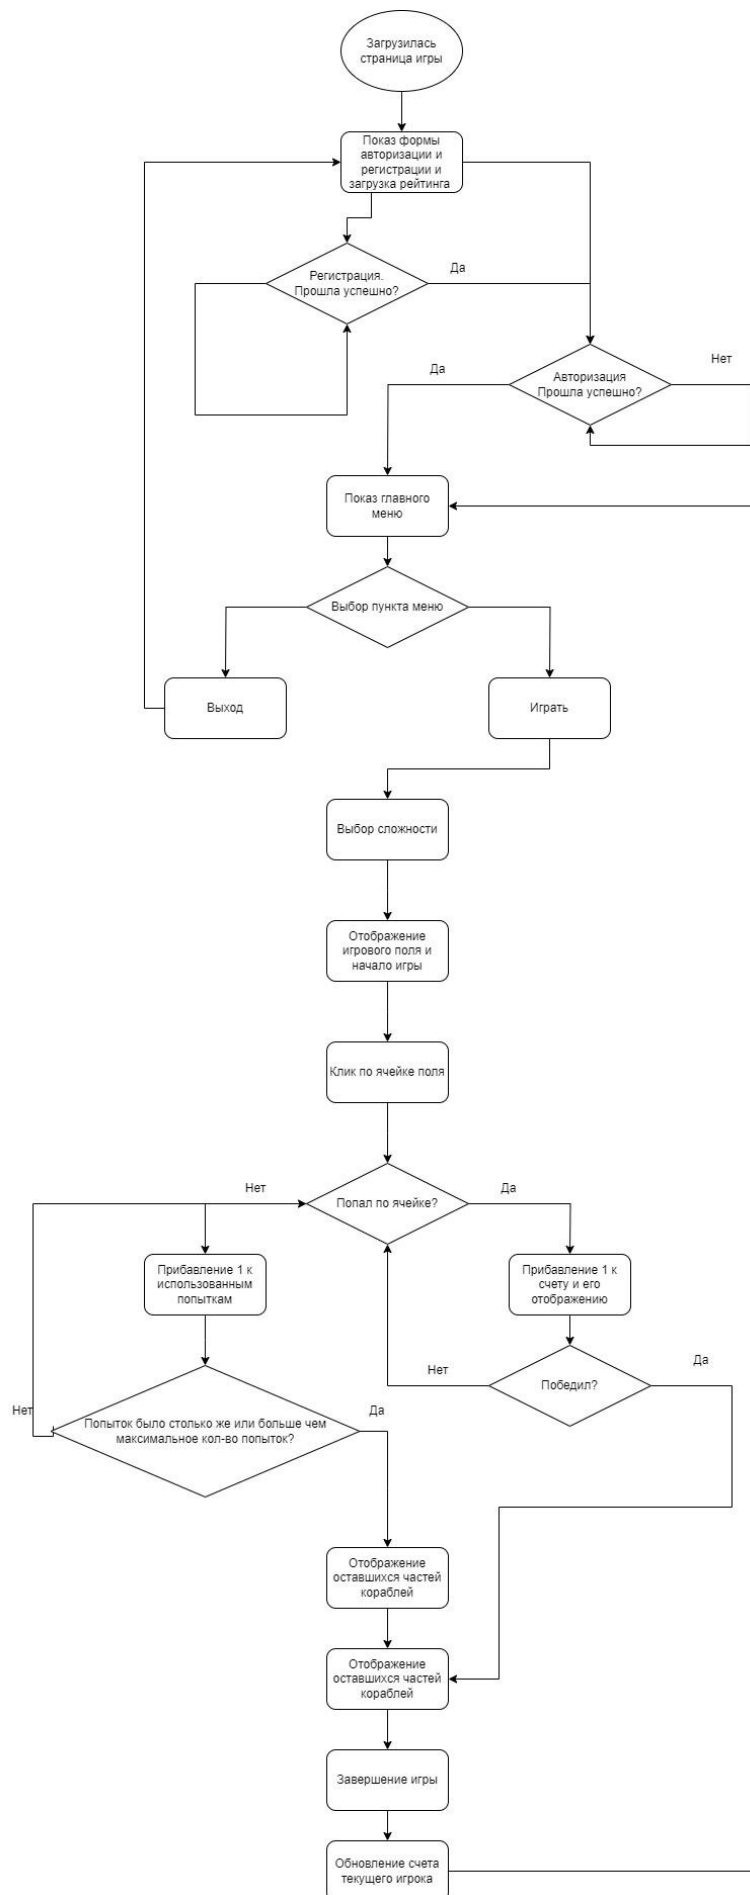 Загрузилась
страница игры
Показ формы
авторизации и
регистрации и
загрузка рейтинга
Регистрация.
Прошла успешно?
Да
Авторизация
Прошла успешно?
Да
Нет
Показ главного
меню
Выбор пункта меню
Выход
Играть
Выбор сложности
Отображение
игрового поля и
начало игры
Клик по ячейке поля
Попал по ячейке?
Нет
Да
Прибавление 1 к
использованным
попыткам
Прибавление 1 к
счету и его
отображению
Победил?
Нет
Да
Попыток было столько же или больше чем
максимальное кол-во попыток?
Нет
Да
Отображение
оставшихся частей
кораблей
Отображение
оставшихся частей
кораблей
Завершение игры
Обновление счета
текущего игрока